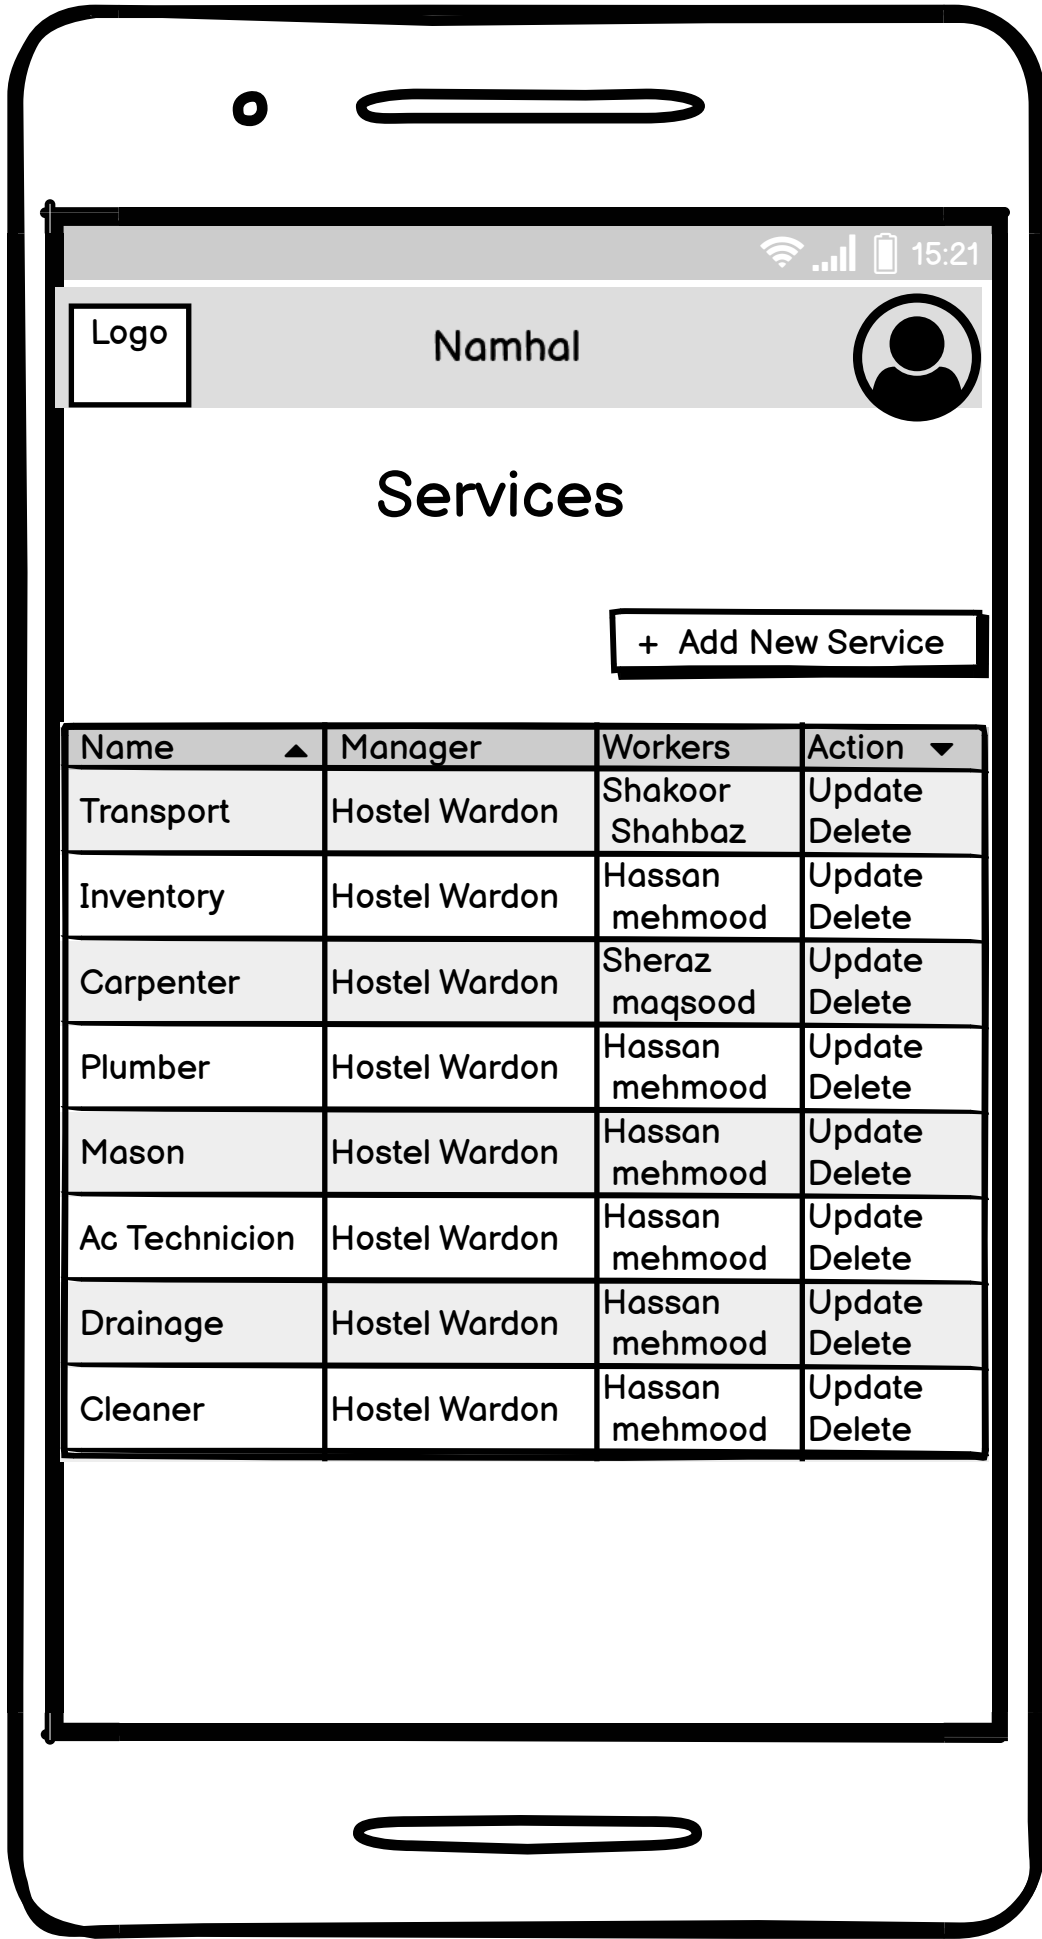 15:21
Logo
Namhal
Services
+ Add New Service
Name Manager Workers Action
Transport Hostel Wardon Shakoor Update
Shahbaz Delete
Inventory Hostel Wardon Hassan Update
mehmood Delete
Carpenter Hostel Wardon Sheraz Update
maqsood Delete
Plumber Hostel Wardon Hassan Update
mehmood Delete
Mason Hostel Wardon Hassan Update
mehmood Delete
Ac Technicion Hostel Wardon Hassan Update
mehmood Delete
Drainage Hostel Wardon Hassan Update
mehmood Delete
Cleaner Hostel Wardon Hassan Update
mehmood Delete